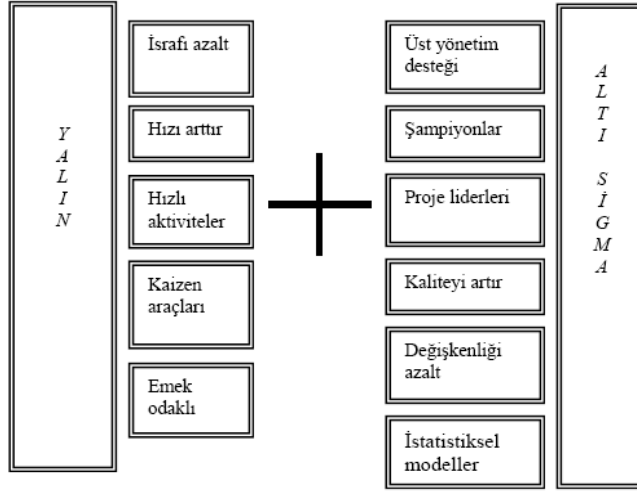 YALIN
İsrafı azalt
Hızı arttır
Hızlı
aktiviteler
Kaizen
araçları
Emek
odaklı
Üst yönetim
desteği
Şampiyonlar
Proje liderleri
Kaliteyi artır
Değişkenliği
azalt
İstatistiksel
modeller
ALTI SİGMA